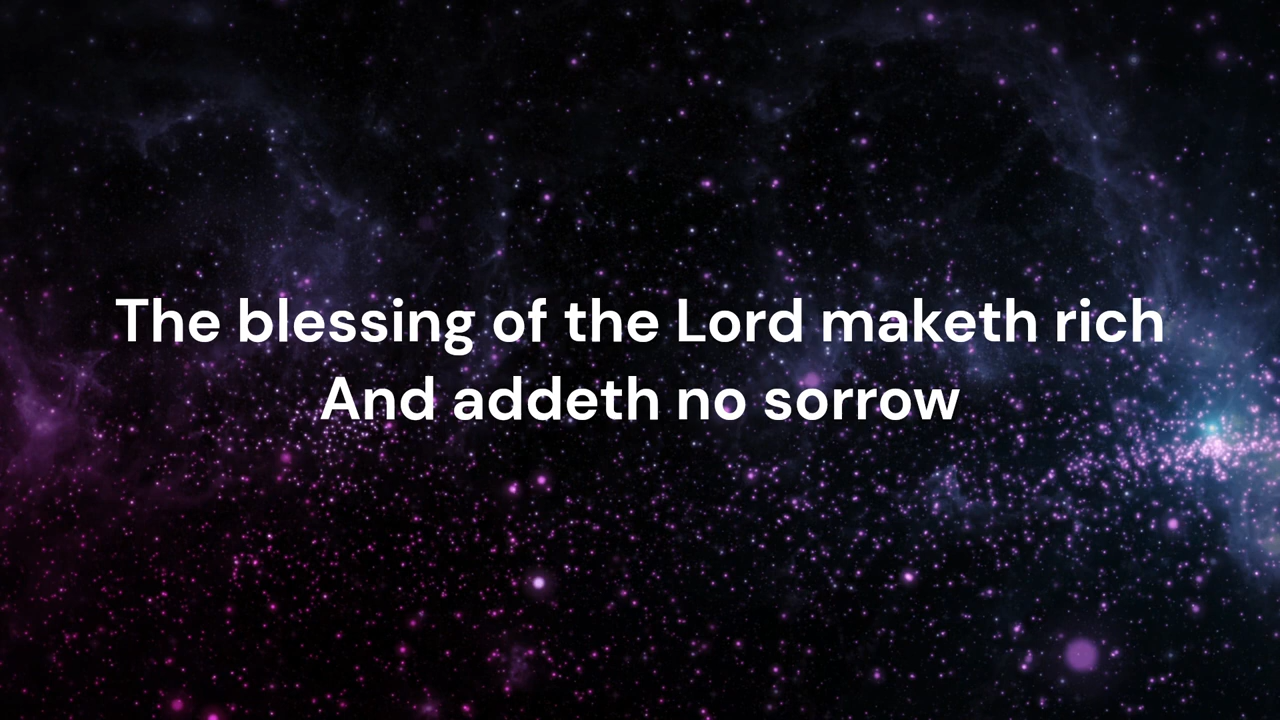 The blessing of the Lord maketh rich
And addeth no sorrow